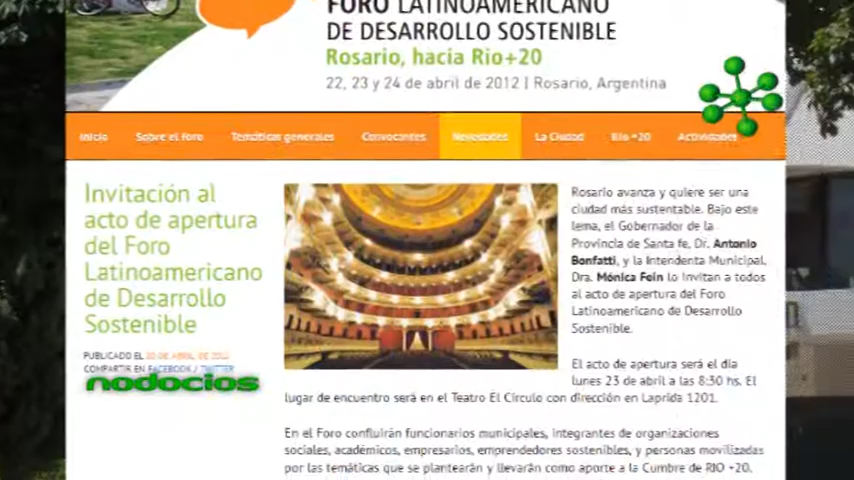 FORO LATINOAMERICANO
DE DESARROLLO SOSTENIBLE
Rosario, hacia Rio+20
22, 23 y 24 de abril de 2012 | Rosario, Argentina
Inicio Sobre el Foro Temáticas generales Convocantes Novedades La Ciudad Rio +20 Actividades
Invitación al
acto de apertura
del Foro
Latinoamericano
de Desarrollo
Sostenible
PUBLICADO EL 20 DE ABRIL DE 2012
COMPARTIR EN FACEBOOK / TWITTER
nodocios
Rosario avanza y quiere ser una
ciudad más sustentable. Bajo este
lema, el Gobernador de la
Provincia de Santa fe, Dr. Antonio
Bonfatti, y la Intendenta Municipal,
Dra. Mónica Fein lo invitan a todos
al acto de apertura del Foro
Latinoamericano de Desarrollo
Sostenible.
El acto de apertura será el día
lunes 23 de abril a las 8:30 hs. El
lugar de encuentro será en el Teatro El Círculo con dirección en Laprida 1201.
En el Foro confluirán funcionarios municipales, integrantes de organizaciones
sociales, académicos, empresarios, emprendedores sostenibles, y personas movilizadas
por las temáticas que se plantearán y llevarán como aporte a la Cumbre de RIO +20.